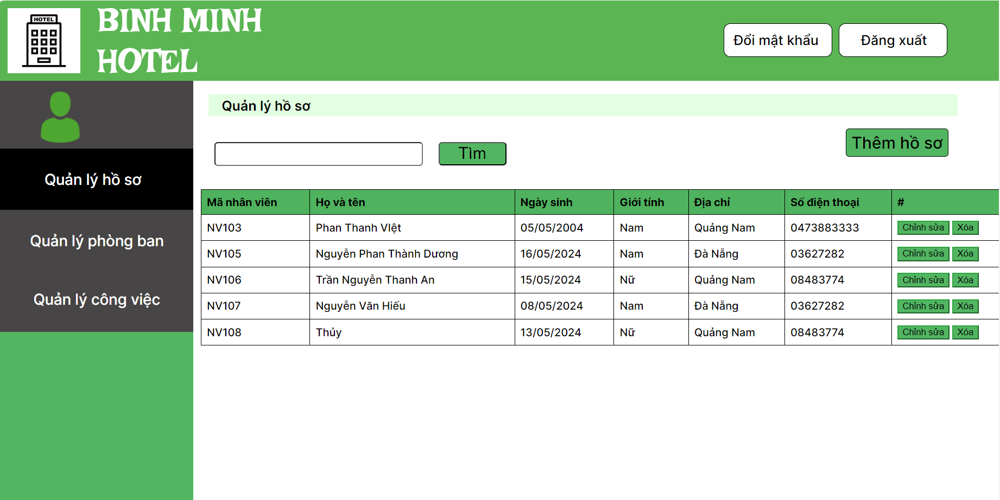 HOTEL
BINH MINH
HOTEL
Đổi mật khẩu
Đăng xuất
Quản lý hồ sơ
Quản lý phòng ban
Quản lý công việc
Quản lý hồ sơ
Tìm
Thêm hồ sơ
Mã nhân viên Họ và tên Ngày sinh Giới tính Địa chỉ Số điện thoại #
NV103 Phan Thanh VIệt 05/05/2004 Nam Quảng Nam 0473883333 Chỉnh sửa Xóa
NV105 Nguyễn Phan Thành Dương 16/05/2024 Nam Đà Nẵng 03627282 Chỉnh sửa Xóa
NV106 Trần Nguyễn Thanh An 15/05/2024 Nữ Quảng Nam 08483774 Chỉnh sửa Xóa
NV107 Nguyễn Văn Hiếu 08/05/2024 Nam Đà Nẵng 03627282 Chỉnh sửa Xóa
NV108 Thủy 13/05/2024 Nữ Quảng Nam 08483774 Chỉnh sửa Xóa